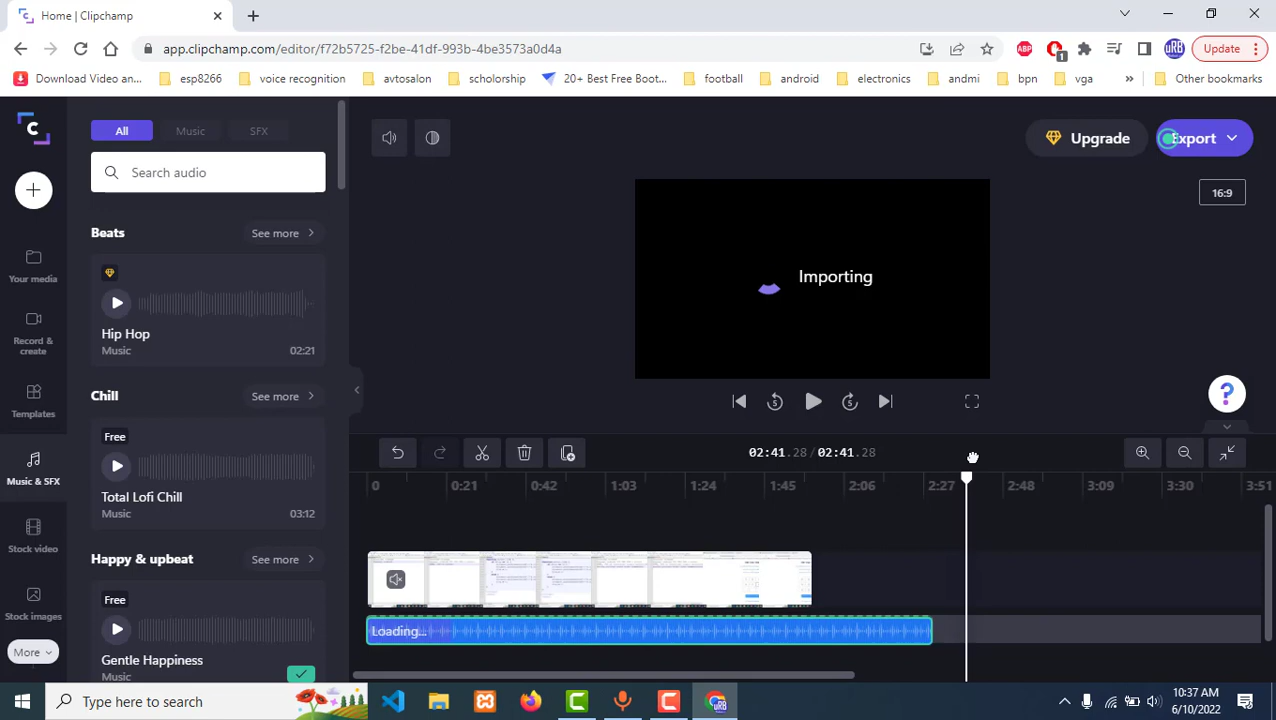 Home | Clipchamp
app.clipchamp.com/editor/f72b5725-f2be-41df-993b-4be3573a0d4a
ABP
1
uRB
Update
Download Video an...
esp8266
voice recognition
avtosalon
scholorship
20+ Best Free Boot...
football
android
electronics
andmi
bpn
vga
»
Other bookmarks
C
All
Music
SFX
Upgrade
Export
Search audio
16:9
Your media
Record &
create
Templates
Music & SFX
Stock video
Stock images
More
Beats
See more
Hip Hop
Music
02:21
Chill
See more
Free
Total Lofi Chill
Music
03:12
Happy & upbeat
See more
Free
Gentle Happiness
Music
Importing
5
5
?
02:41.28 / 02:41.28
0
0:21
0:42
1:03
1:24
1:45
2:06
2:27
2:48
3:09
3:30
3:51
Loading...
Type here to search
uRB
10:37 AM
6/10/2022